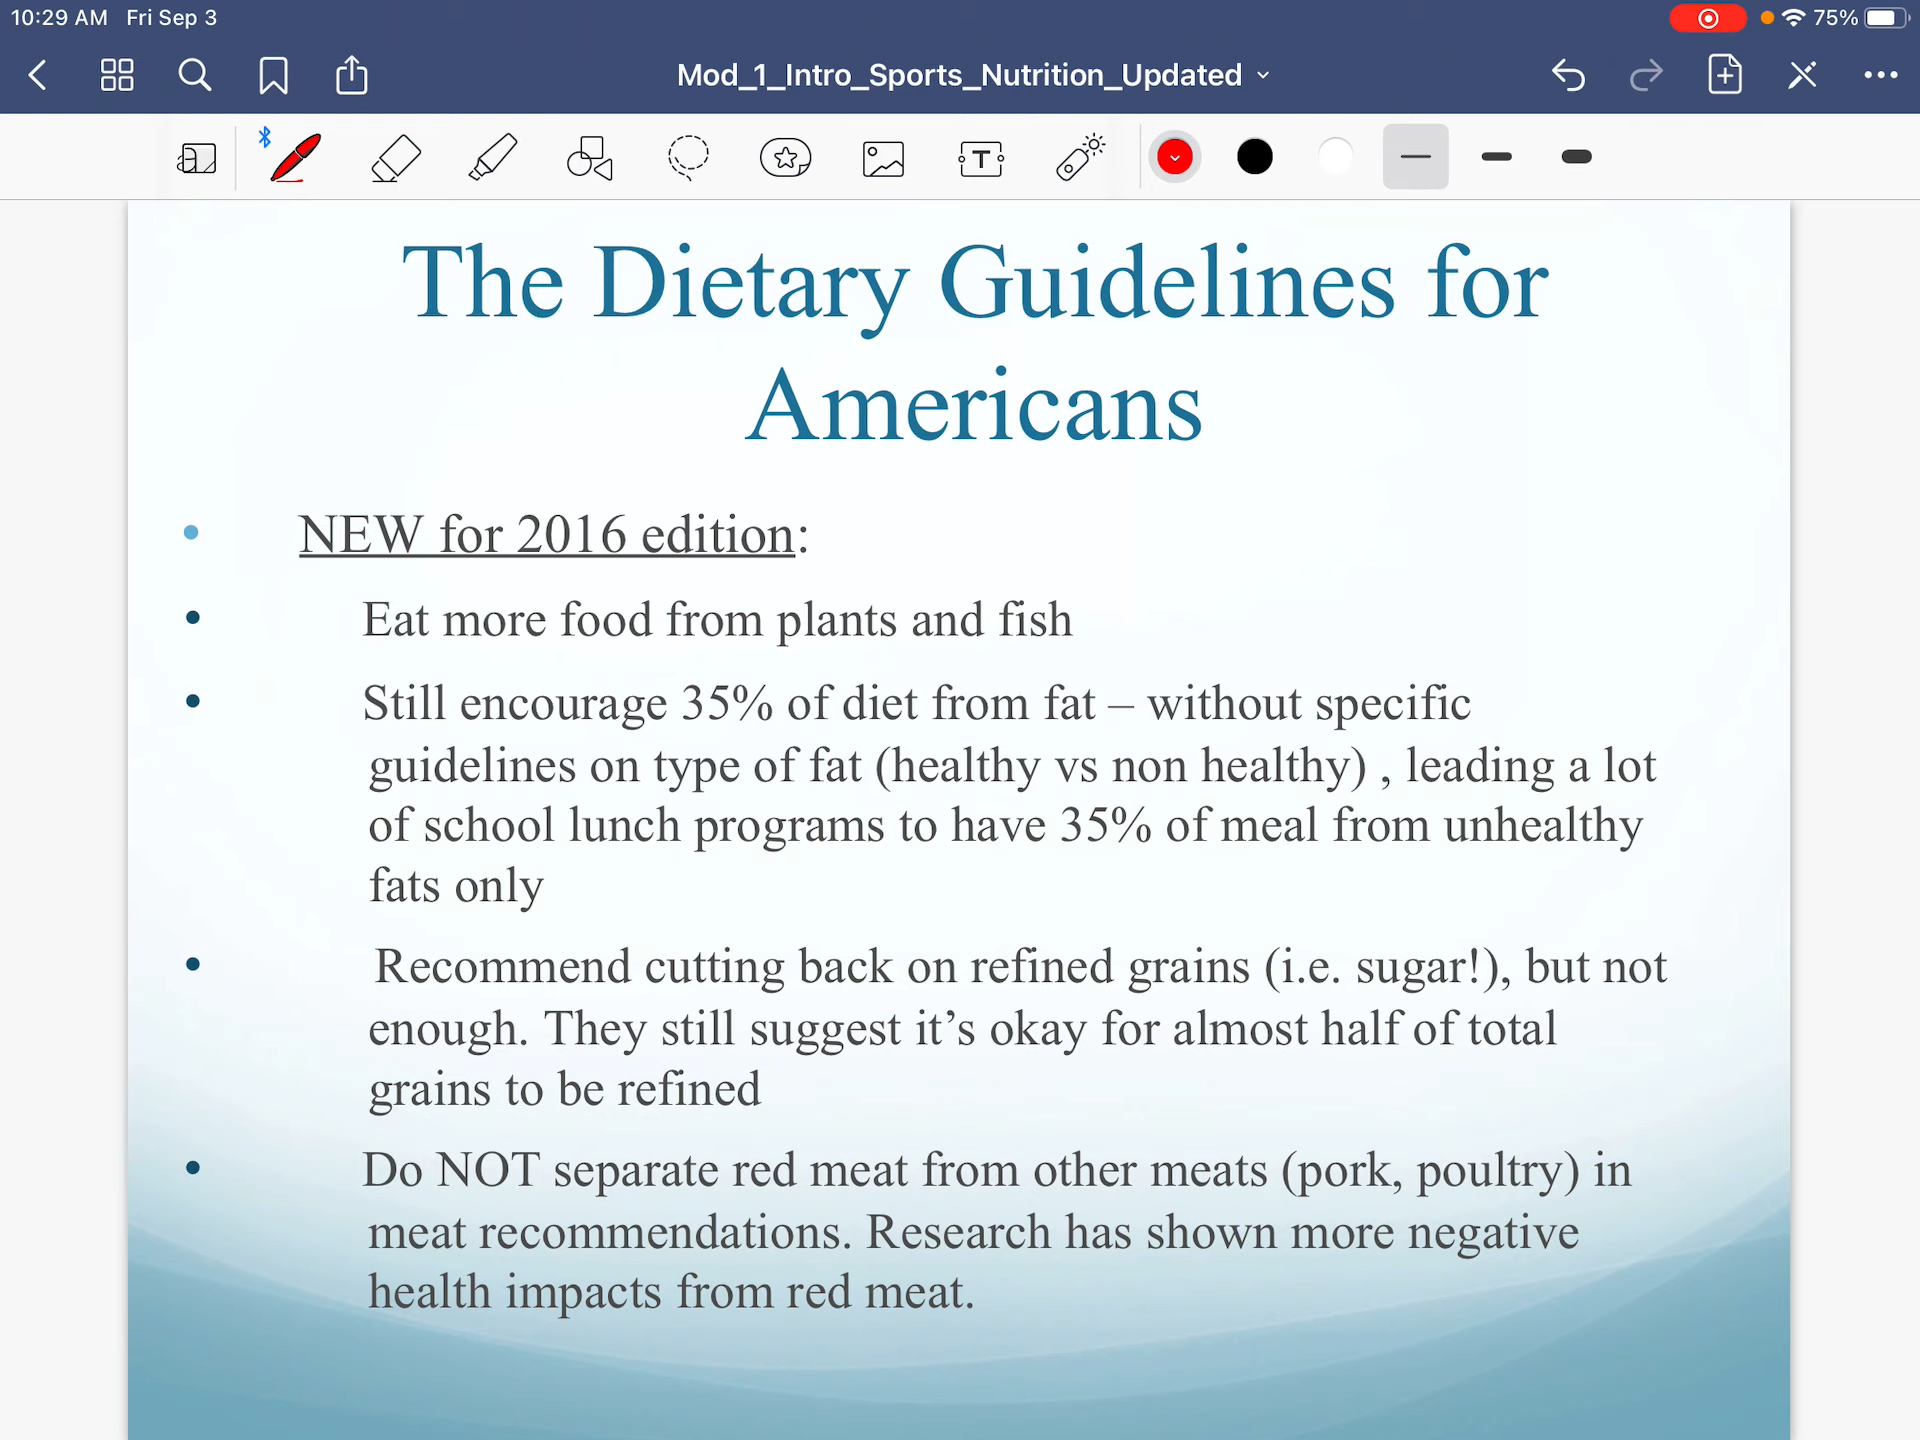 10:29 AM Fri Sep 3
75%
Mod_1_Intro_Sports_Nutrition_Updated
The Dietary Guidelines for
Americans
• NEW for 2016 edition:
• Eat more food from plants and fish
• Still encourage 35% of diet from fat – without specific
guidelines on type of fat (healthy vs non healthy) , leading a lot
of school lunch programs to have 35% of meal from unhealthy
fats only
• Recommend cutting back on refined grains (i.e. sugar!), but not
enough. They still suggest it’s okay for almost half of total
grains to be refined
• Do NOT separate red meat from other meats (pork, poultry) in
meat recommendations. Research has shown more negative
health impacts from red meat.